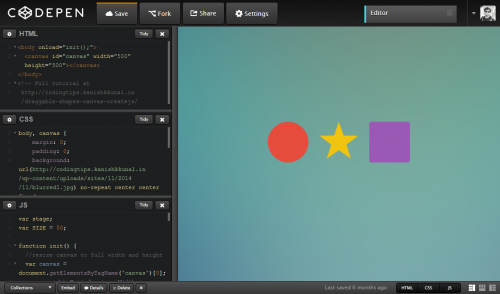 CODEPEN
Save
Fork
Share
Settings
Editor
HTML
Tidy
<body onload="init();">
<canvas id="canvas" width="500"
height="500"></canvas>
</body>
<!-- Full tutorial at
http://codingtips.kanishkkunal.in
/draggable-shapes-canvas-createjs/
CSS
Tidy
body, canvas {
margin: 0;
padding: 0;
background:
url(http://codingtips.kanishkkunal.in
/wp-content/uploads/sites/11/2014
/11/blurred1.jpg) no-repeat center center
JS
Tidy
var stage;
var SIZE = 50;
function init() {
//resize canvas to full width and height
var canvas =
document.getElementsByTagName("canvas")[0];
Collections
Embed
Details
Delete
Last saved 6 months ago
HTML
CSS
JS